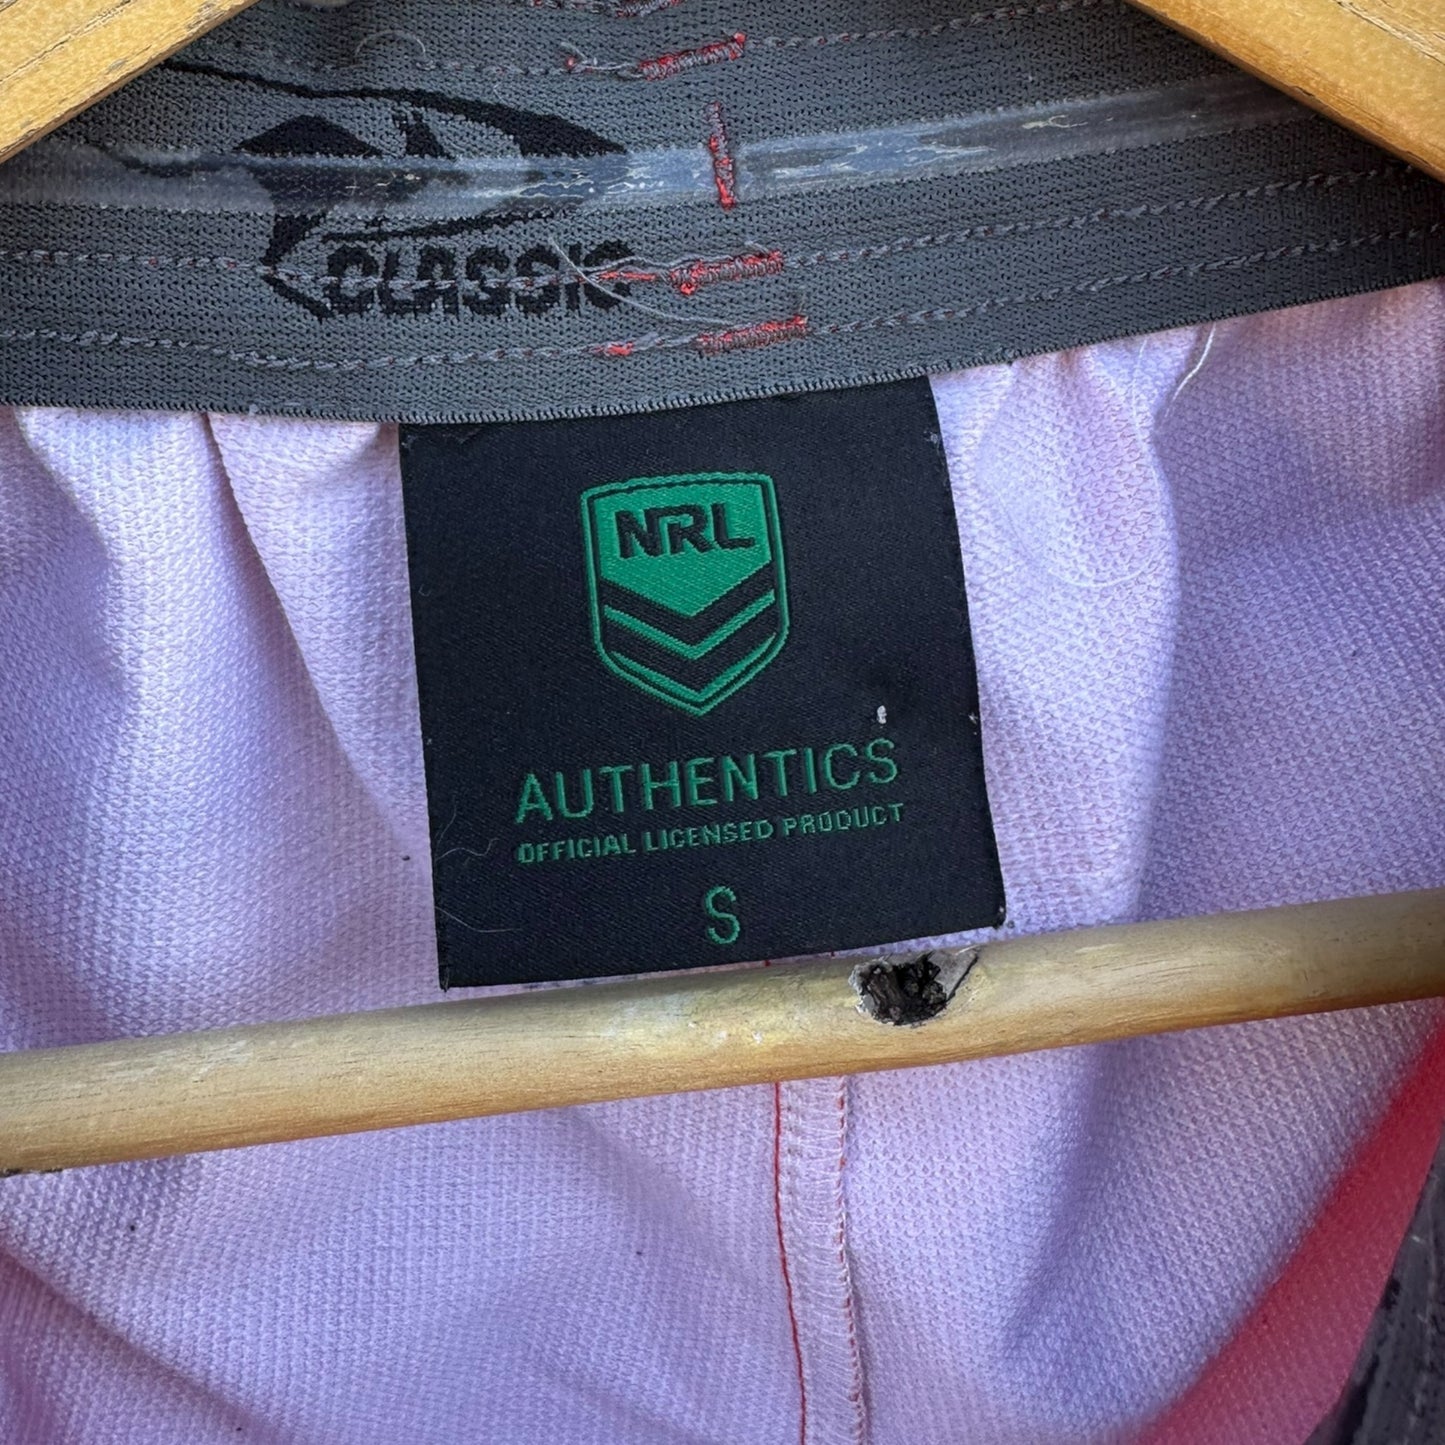 CLASSIC
NRL
AUTHENTICS
OFFICIAL LICENSED PRODUCT
S